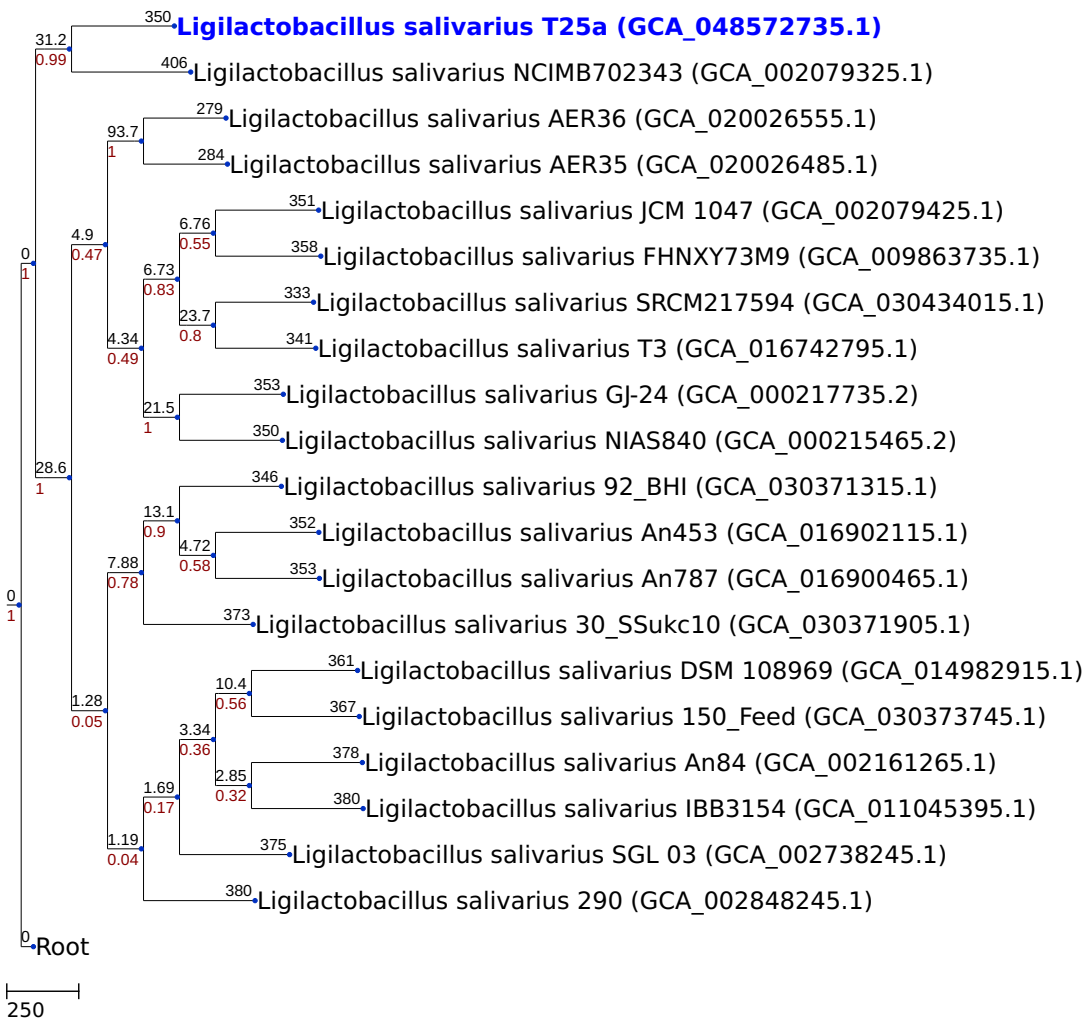 350
Ligilactobacillus salivarius T25a (GCA_048572735.1)
31.2
0.99
406
Ligilactobacillus salivarius NCIMB702343 (GCA_002079325.1)
279
Ligilactobacillus salivarius AER36 (GCA_020026555.1)
93.7
1
284
Ligilactobacillus salivarius AER35 (GCA_020026485.1)
351
Ligilactobacillus salivarius JCM 1047 (GCA_002079425.1)
6.76
0.55
4.9
0.47
358
Ligilactobacillus salivarius FHNXY73M9 (GCA_009863735.1)
0
1
6.73
0.83
333
Ligilactobacillus salivarius SRCM217594 (GCA_030434015.1)
23.7
0.8
4.34
0.49
341
Ligilactobacillus salivarius T3 (GCA_016742795.1)
353
Ligilactobacillus salivarius GJ-24 (GCA_000217735.2)
21.5
1
350
Ligilactobacillus salivarius NIAS840 (GCA_000215465.2)
28.6
1
346
Ligilactobacillus salivarius 92_BHI (GCA_030371315.1)
13.1
0.9
352
Ligilactobacillus salivarius An453 (GCA_016902115.1)
4.72
0.58
7.88
0.78
353
Ligilactobacillus salivarius An787 (GCA_016900465.1)
0
1
373
Ligilactobacillus salivarius 30_SSukc10 (GCA_030371905.1)
361
Ligilactobacillus salivarius DSM 108969 (GCA_014982915.1)
10.4
0.56
1.28
0.05
367
Ligilactobacillus salivarius 150_Feed (GCA_030373745.1)
3.34
0.36
378
Ligilactobacillus salivarius An84 (GCA_002161265.1)
2.85
0.32
1.69
0.17
380
Ligilactobacillus salivarius IBB3154 (GCA_011045395.1)
1.19
0.04
375
Ligilactobacillus salivarius SGL 03 (GCA_002738245.1)
380
Ligilactobacillus salivarius 290 (GCA_002848245.1)
0
Root
250